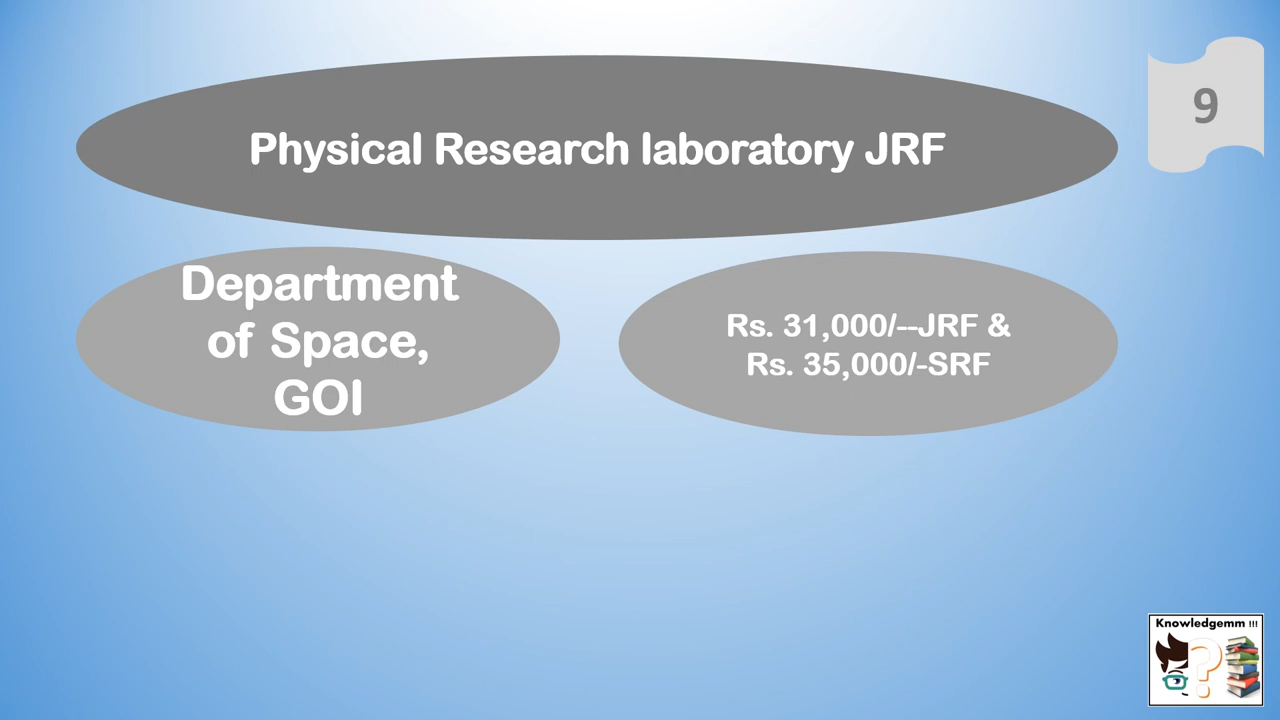 Physical Research laboratory JRF
9
Department
of Space,
GOI
Rs. 31,000/--JRF &
Rs. 35,000/-SRF
Knowledgemm !!!
?